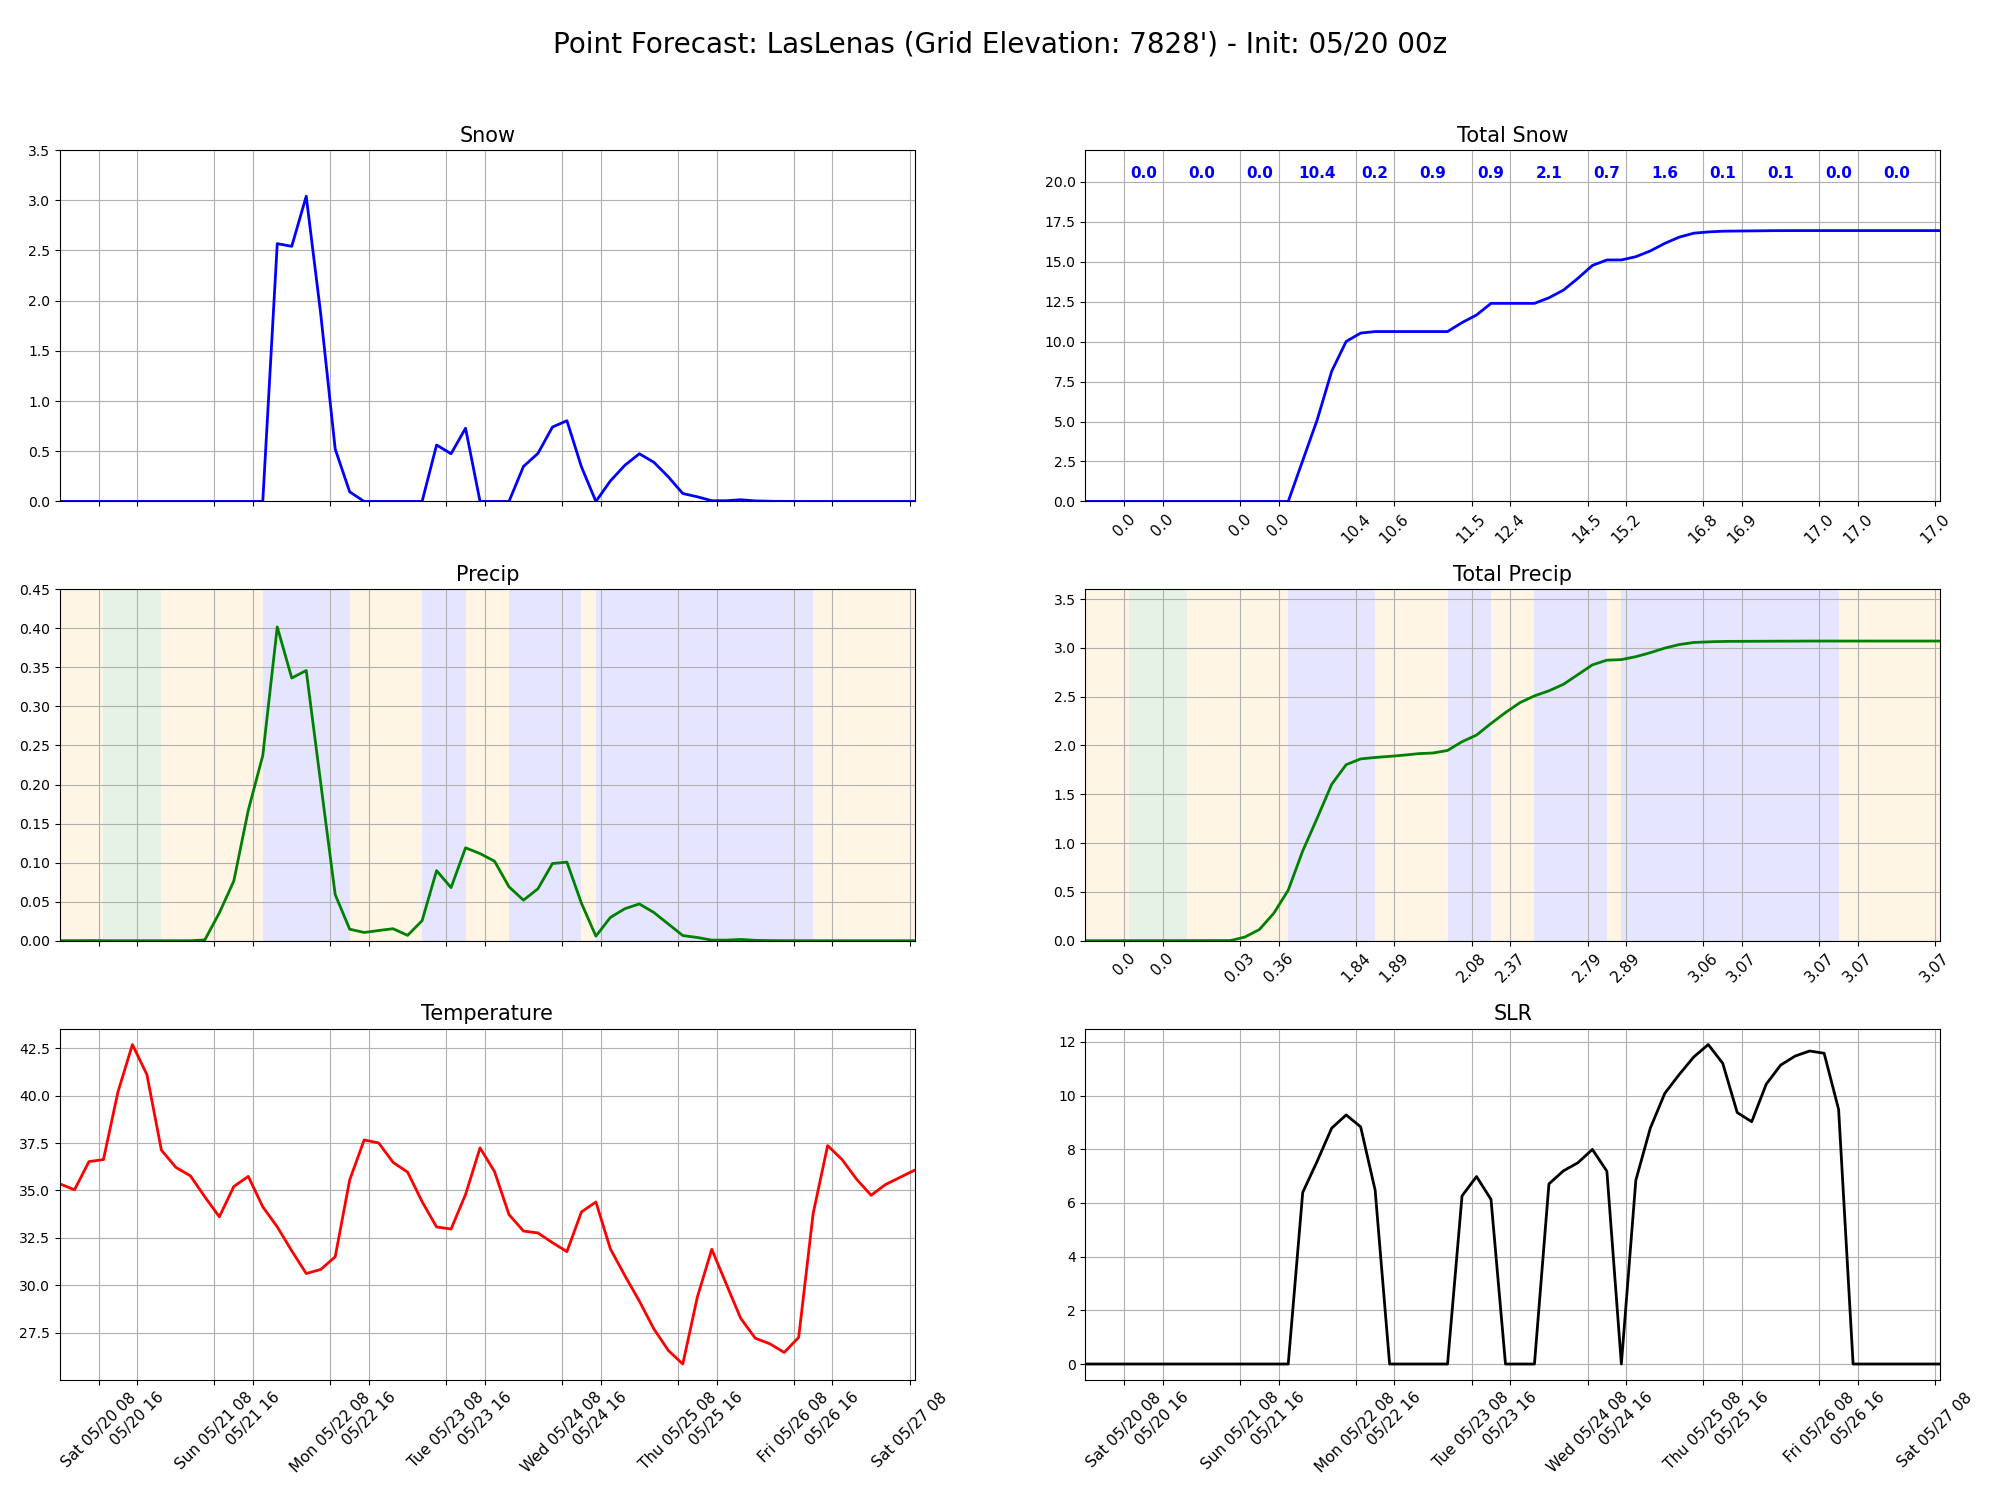 Point Forecast: LasLenas (Grid Elevation: 7828') - Init: 05/20 00z
Snow
3.5
3.0
2.5
2.0
1.5
1.0
0.5
0.0
Total Snow
0.0 0.0 0.0 10.4 0.2 0.9 0.9 2.1 0.7 1.6 0.1 0.1 0.0 0.0
20.0
17.5
15.0
12.5
10.0
7.5
5.0
2.5
0.0
0.0 0.0 0.0 0.0 10.4 10.6 11.5 12.4 14.5 15.2 16.8 16.9 17.0 17.0 17.0
Precip
0.45
0.40
0.35
0.30
0.25
0.20
0.15
0.10
0.05
0.00
Total Precip
3.5
3.0
2.5
2.0
1.5
1.0
0.5
0.0
0.0 0.0 0.03 0.36 1.84 1.89 2.08 2.37 2.79 2.89 3.06 3.07 3.07 3.07 3.07
Temperature
42.5
40.0
37.5
35.0
32.5
30.0
27.5
Sat 05/20 08
05/20 16
Sun 05/21 08
05/21 16
Mon 05/22 08
05/22 16
Tue 05/23 08
05/23 16
Wed 05/24 08
05/24 16
Thu 05/25 08
05/25 16
Fri 05/26 08
05/26 16
Sat 05/27 08
SLR
12
10
8
6
4
2
0
Sat 05/20 08
05/20 16
Sun 05/21 08
05/21 16
Mon 05/22 08
05/22 16
Tue 05/23 08
05/23 16
Wed 05/24 08
05/24 16
Thu 05/25 08
05/25 16
Fri 05/26 08
05/26 16
Sat 05/27 08